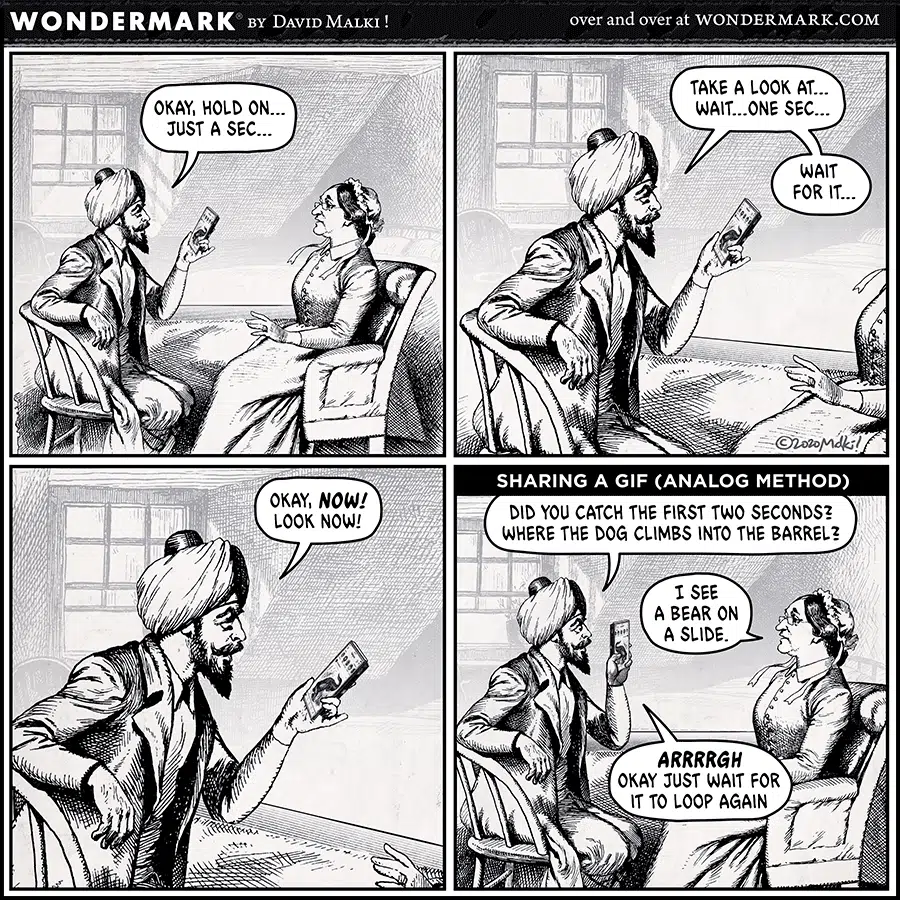 WONDERMARK® BY DAVID MALKI !
over and over at WONDERMARK.COM
OKAY, HOLD ON...
JUST A SEC...
TAKE A LOOK AT...
WAIT...ONE SEC...
WAIT
FOR IT...
©2020 Malki!
OKAY, NOW!
LOOK NOW!
SHARING A GIF (ANALOG METHOD)
DID YOU CATCH THE FIRST TWO SECONDS?
WHERE THE DOG CLIMBS INTO THE BARREL?
I SEE
A BEAR ON
A SLIDE.
ARRRRGH
OKAY JUST WAIT FOR
IT TO LOOP AGAIN